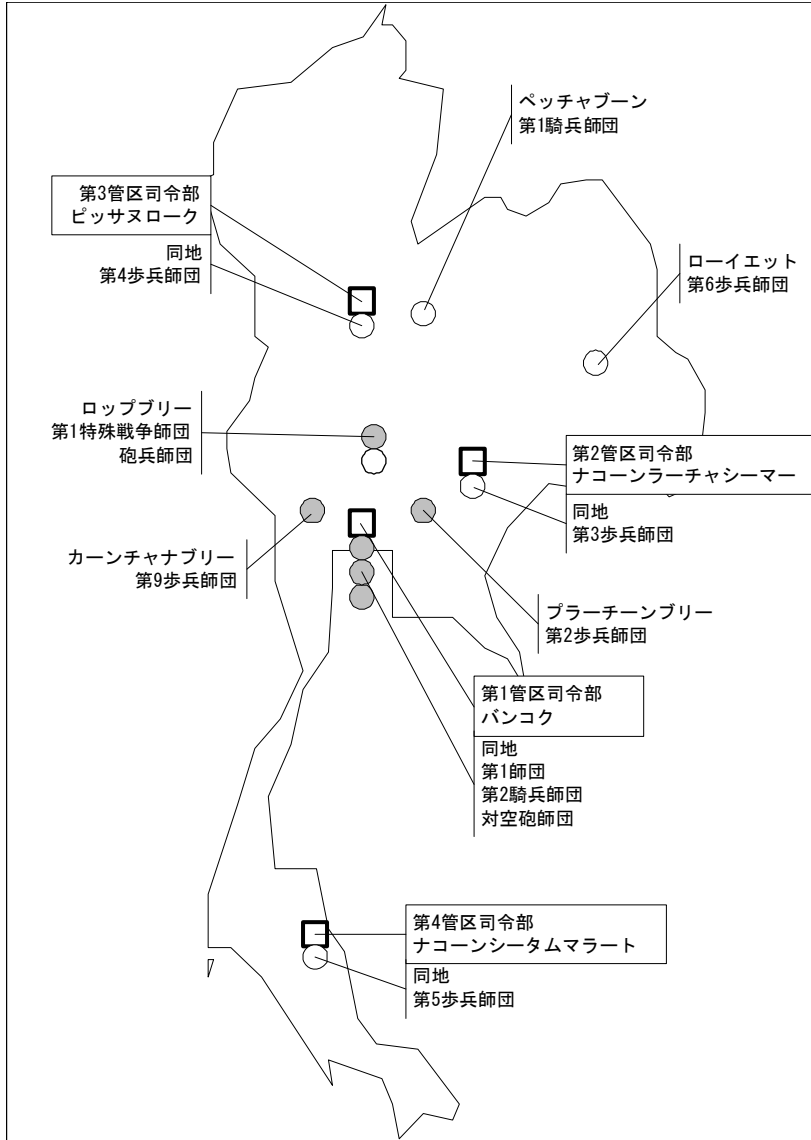 ペッチャブーン
第1騎兵師団
第3管区司令部
ピッサヌローク
同地
第4歩兵師団
ローイエット
第6歩兵師団
ロッブブリー
第1特殊戦争師団
砲兵師団
第2管区司令部
ナコーンラーチャシーマー
同地
第3歩兵師団
カーンチャナブリー
第9歩兵師団
プラーチーンブリー
第2歩兵師団
第1管区司令部
バンコク
同地
第1師団
第2騎兵師団
対空砲師団
第4管区司令部
ナコーンシータムマラート
同地
第5歩兵師団